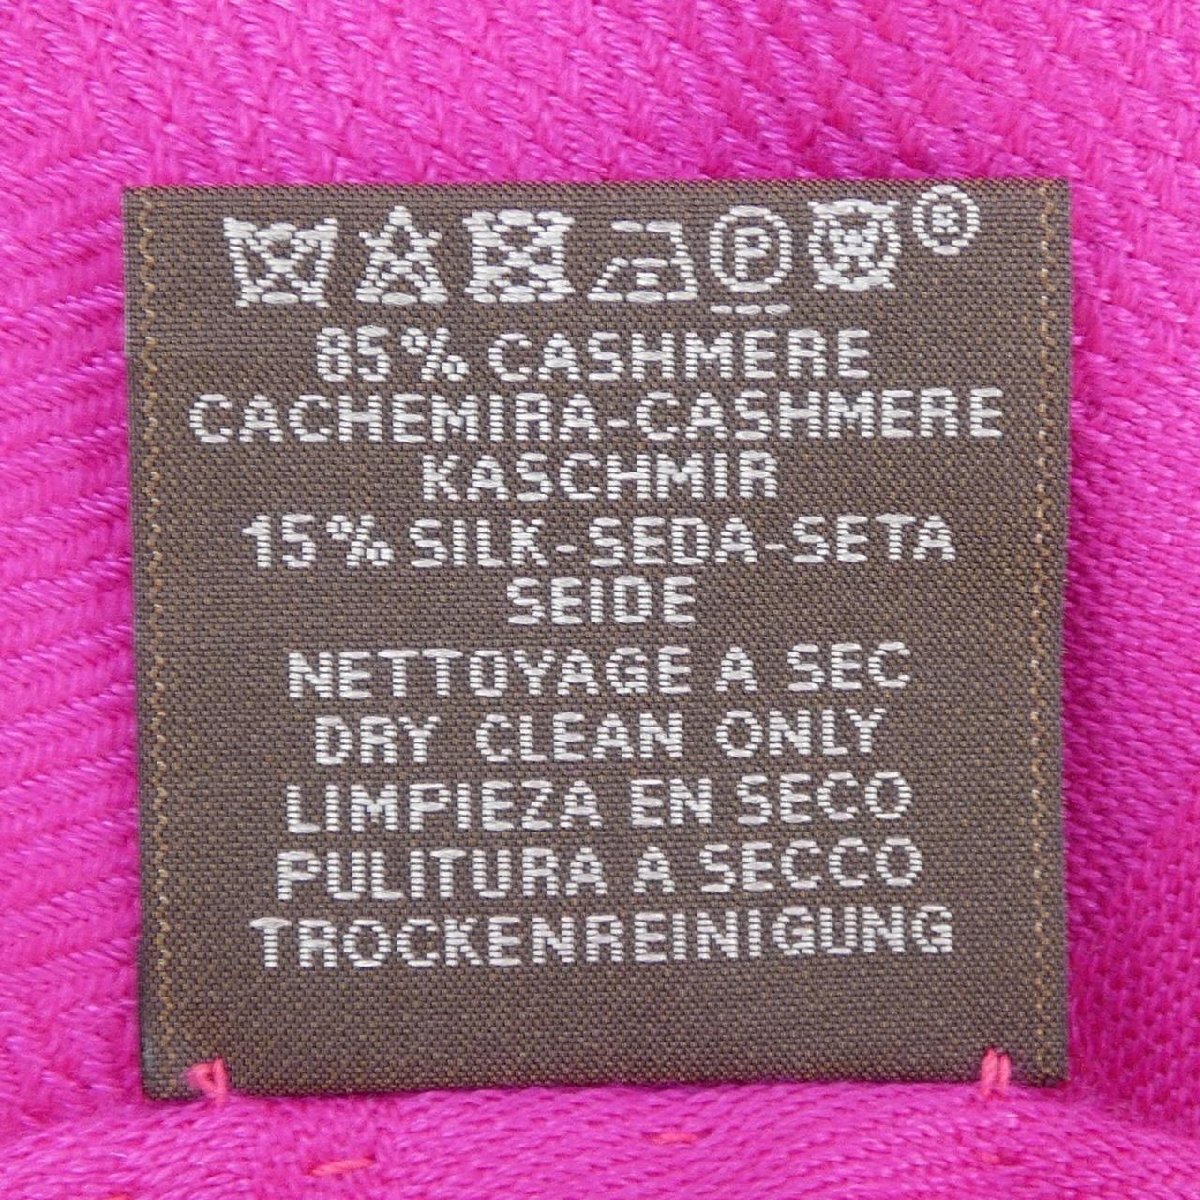 P W ®
85% CASHMERE
CACHEMIRA-CASHMERE
KASCHMIR
15% SILK-SEDA-SETA
SEIDE
NETTOYAGE A SEC
DRY CLEAN ONLY
LIMPIEZA EN SECO
PULITURA A SECCO
TROCKENREINIGUNG